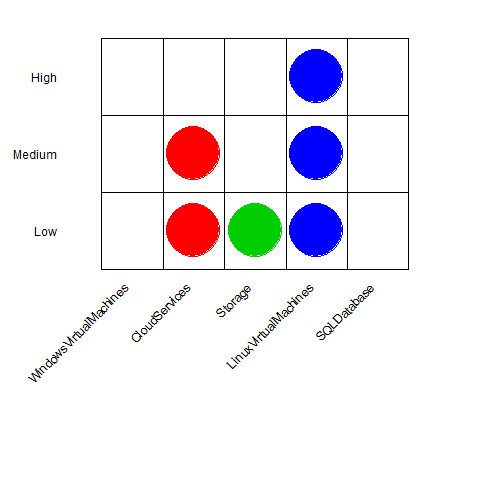 High
Medium
Low
WindowsVirtualMachines
CloudServices
Storage
LinuxVirtualMachines
SQLDatabase